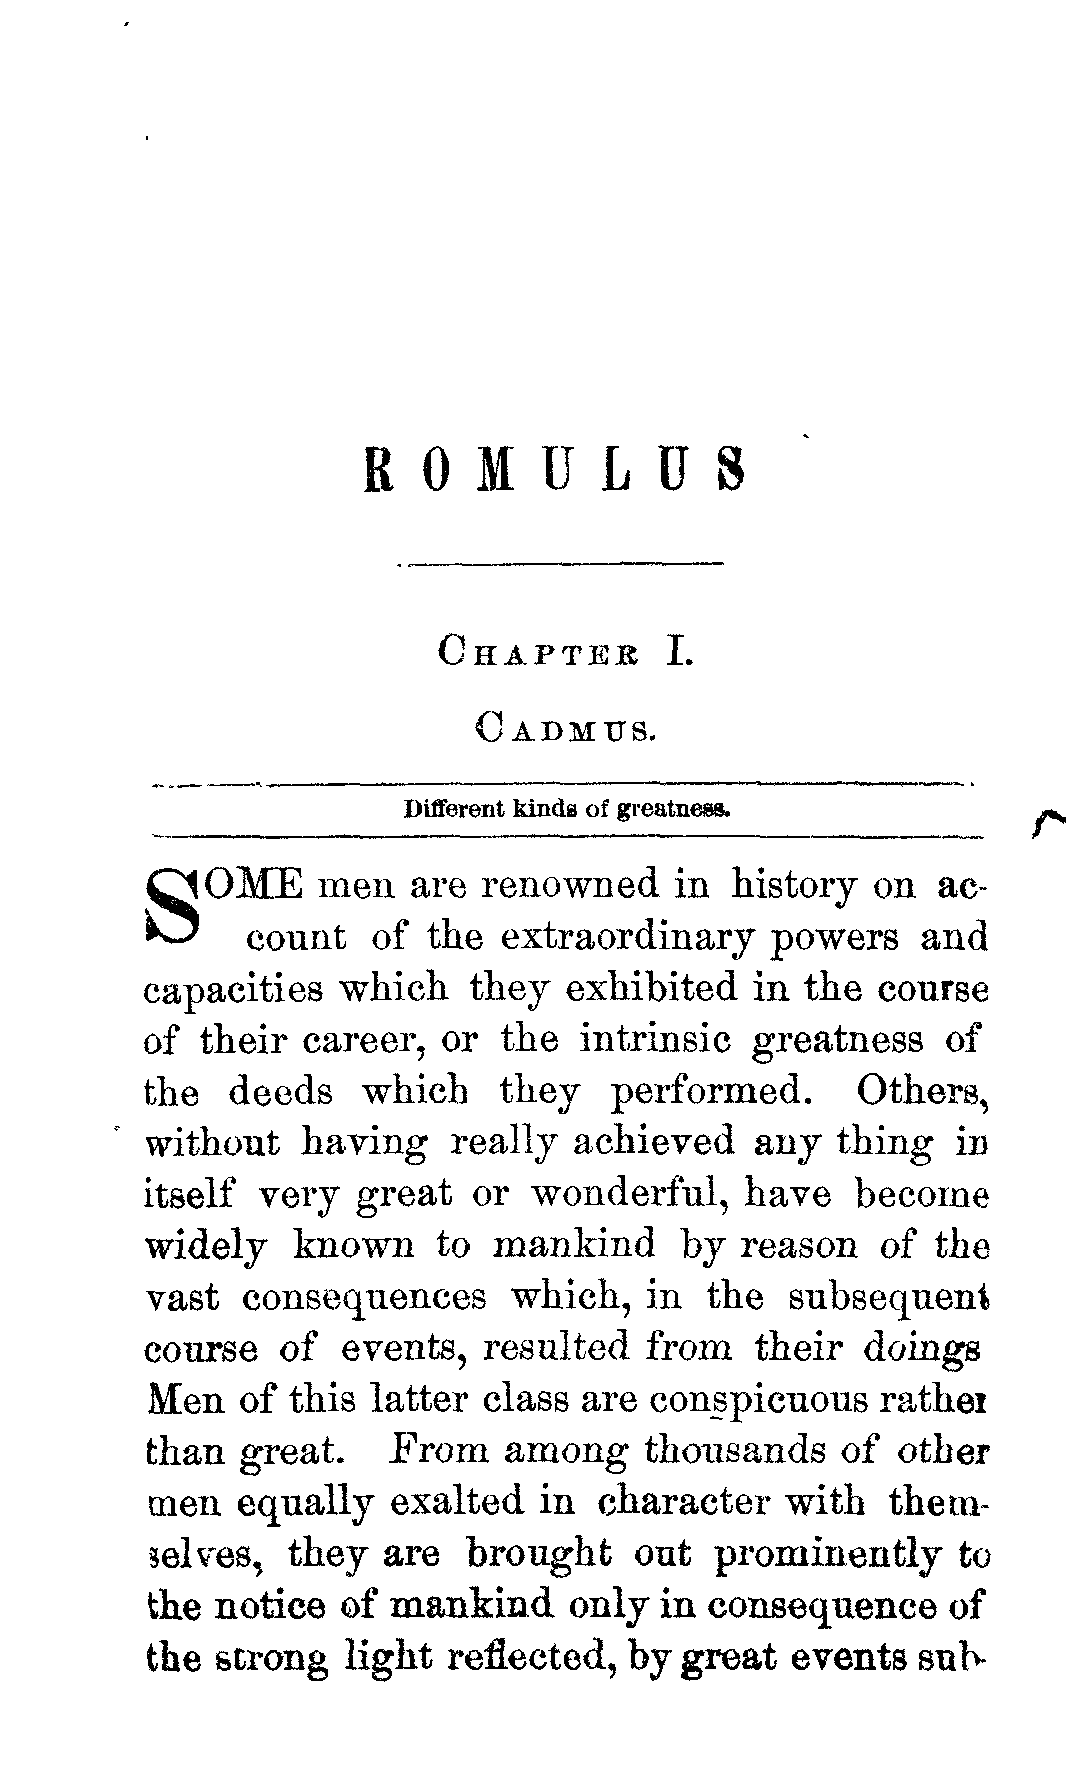 ROMULUS
CHAPTER I.
CADMUS.
Different kinds of greatness.
SOME men are renowned in history on ac-
count of the extraordinary powers and
capacities which they exhibited in the course
of their career, or the intrinsic greatness of
the deeds which they performed. Others,
without having really achieved any thing in
itself very great or wonderful, have become
widely known to mankind by reason of the
vast consequences which, in the subsequent
course of events, resulted from their doings
Men of this latter class are conspicuous rather
than great. From among thousands of other
men equally exalted in character with them-
selves, they are brought out prominently to
the notice of mankind only in consequence of
the strong light reflected, by great events sub-